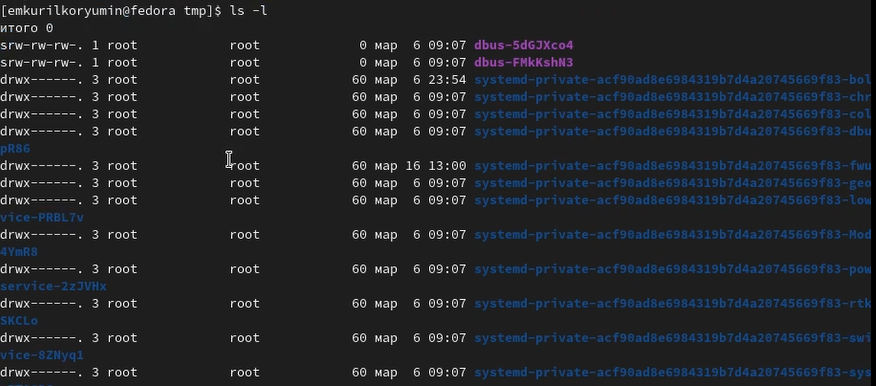 [emkurilkoryumin@fedora tmp]$ ls -l
итого 0
srw-rw-rw-. 1 root root 0 мар 6 09:07 dbus-5dGJXco4
srw-rw-rw-. 1 root root 0 мар 6 09:07 dbus-FMkKshN3
drwx------. 3 root root 60 мар 6 23:54 systemd-private-acf90ad8e6984319b7d4a20745669f83-bol
drwx------. 3 root root 60 мар 6 09:07 systemd-private-acf90ad8e6984319b7d4a20745669f83-chr
drwx------. 3 root root 60 мар 6 09:07 systemd-private-acf90ad8e6984319b7d4a20745669f83-col
drwx------. 3 root root 60 мар 6 09:07 systemd-private-acf90ad8e6984319b7d4a20745669f83-dbu
pR86
drwx------. 3 root root 60 мар 16 13:00 systemd-private-acf90ad8e6984319b7d4a20745669f83-fwu
drwx------. 3 root root 60 мар 6 09:07 systemd-private-acf90ad8e6984319b7d4a20745669f83-geo
drwx------. 3 root root 60 мар 6 09:07 systemd-private-acf90ad8e6984319b7d4a20745669f83-low
vice-PRBL7v
drwx------. 3 root root 60 мар 6 09:07 systemd-private-acf90ad8e6984319b7d4a20745669f83-Mod
4YmR8
drwx------. 3 root root 60 мар 6 09:07 systemd-private-acf90ad8e6984319b7d4a20745669f83-pow
service-2zJVHx
drwx------. 3 root root 60 мар 6 09:07 systemd-private-acf90ad8e6984319b7d4a20745669f83-rtk
SKCLo
drwx------. 3 root root 60 мар 6 09:07 systemd-private-acf90ad8e6984319b7d4a20745669f83-swi
vice-8ZNyq1
drwx------. 3 root root 60 мар 6 09:07 systemd-private-acf90ad8e6984319b7d4a20745669f83-sys